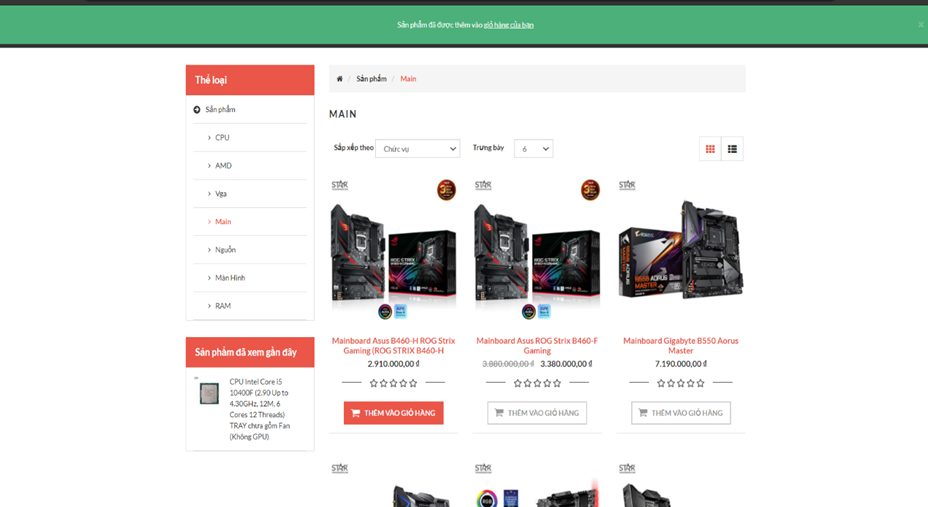 Sản phẩm đã được thêm vào giỏ hàng của bạn ×
Thể loại
Sản phẩm
CPU
AMD
Vga
Main
Nguồn
Màn Hình
RAM
Sản phẩm đã xem gần đây
CPU Intel Core i5
10400F (2.90 Up to
4.30GHz, 12M, 6
Cores 12 Threads)
TRAY chưa gồm Fan
(Không GPU)
/ Sản phẩm / Main
MAIN
Sắp xếp theo Chức vụ Trưng bày 6
STAR
STAR
STAR
Mainboard Asus B460-H ROG Strix
Gaming (ROG STRIX B460-H
2.910.000,00 ₫
THÊM VÀO GIỎ HÀNG
Mainboard Asus ROG Strix B460-F
Gaming
3.880.000,00 ₫ 3.380.000,00 ₫
THÊM VÀO GIỎ HÀNG
Mainboard Gigabyte B550 Aorus
Master
7.190.000,00 ₫
THÊM VÀO GIỎ HÀNG
STAR
STAR
STAR